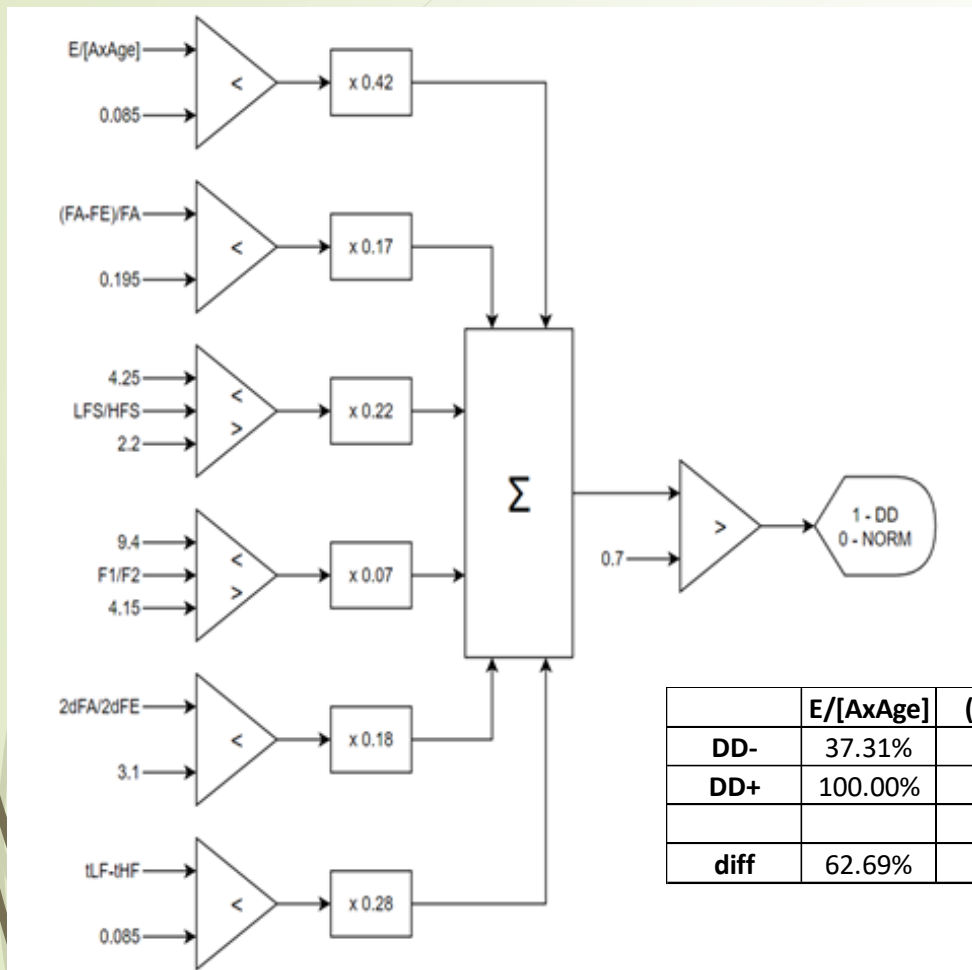 E/[AxAge]
<
x 0.42
0.085
(FA-FE)/FA
<
x 0.17
0.195
4.25
<
LFS/HFS
x 0.22
>
2.2
Σ
9.4
<
F1/F2
x 0.07
>
4.15
>
1 - DD
0 - NORM
0.7
2dFA/2dFE
<
x 0.18
3.1
tLF-tHF
<
x 0.28
0.085
E/[AxAge] (
DD- 37.31%
DD+ 100.00%
diff 62.69%